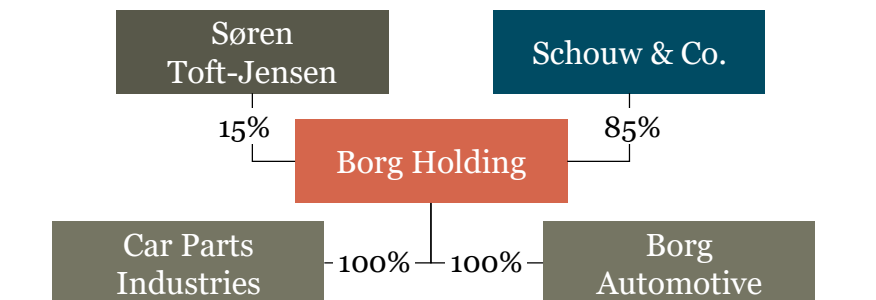 Søren
Toft-Jensen
Schouw & Co.
15%
85%
Borg Holding
Car Parts
Industries
100%
100%
Borg
Automotive